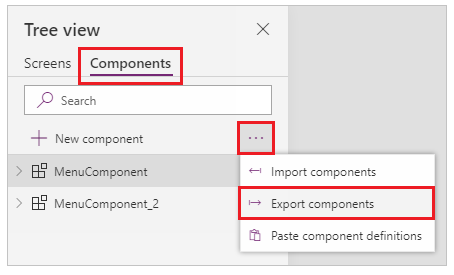 Tree view
Screens Components
Search
New component
MenuComponent
MenuComponent_2
Import components
Export components
Paste component definitions